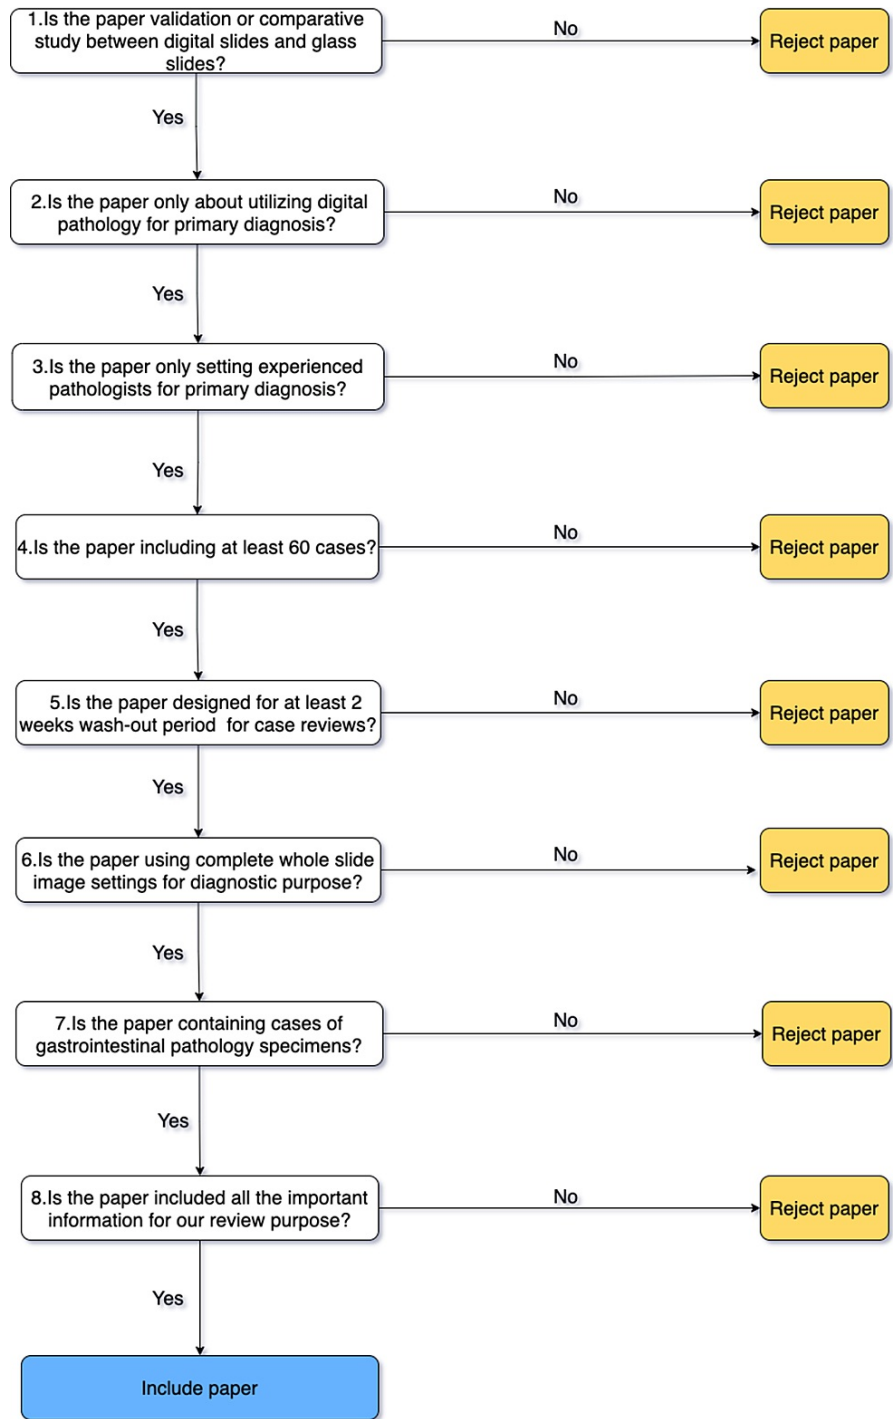 1.Is the paper validation or comparative
study between digital slides and glass
slides?
No
Reject paper
Yes
2.Is the paper only about utilizing digital
pathology for primary diagnosis?
No
Reject paper
Yes
3.Is the paper only setting experienced
pathologists for primary diagnosis?
No
Reject paper
Yes
4.Is the paper including at least 60 cases?
No
Reject paper
Yes
5.Is the paper designed for at least 2
weeks wash-out period for case reviews?
No
Reject paper
Yes
6.Is the paper using complete whole slide
image settings for diagnostic purpose?
No
Reject paper
Yes
7.Is the paper containing cases of
gastrointestinal pathology specimens?
No
Reject paper
Yes
8.Is the paper included all the important
information for our review purpose?
No
Reject paper
Yes
Include paper